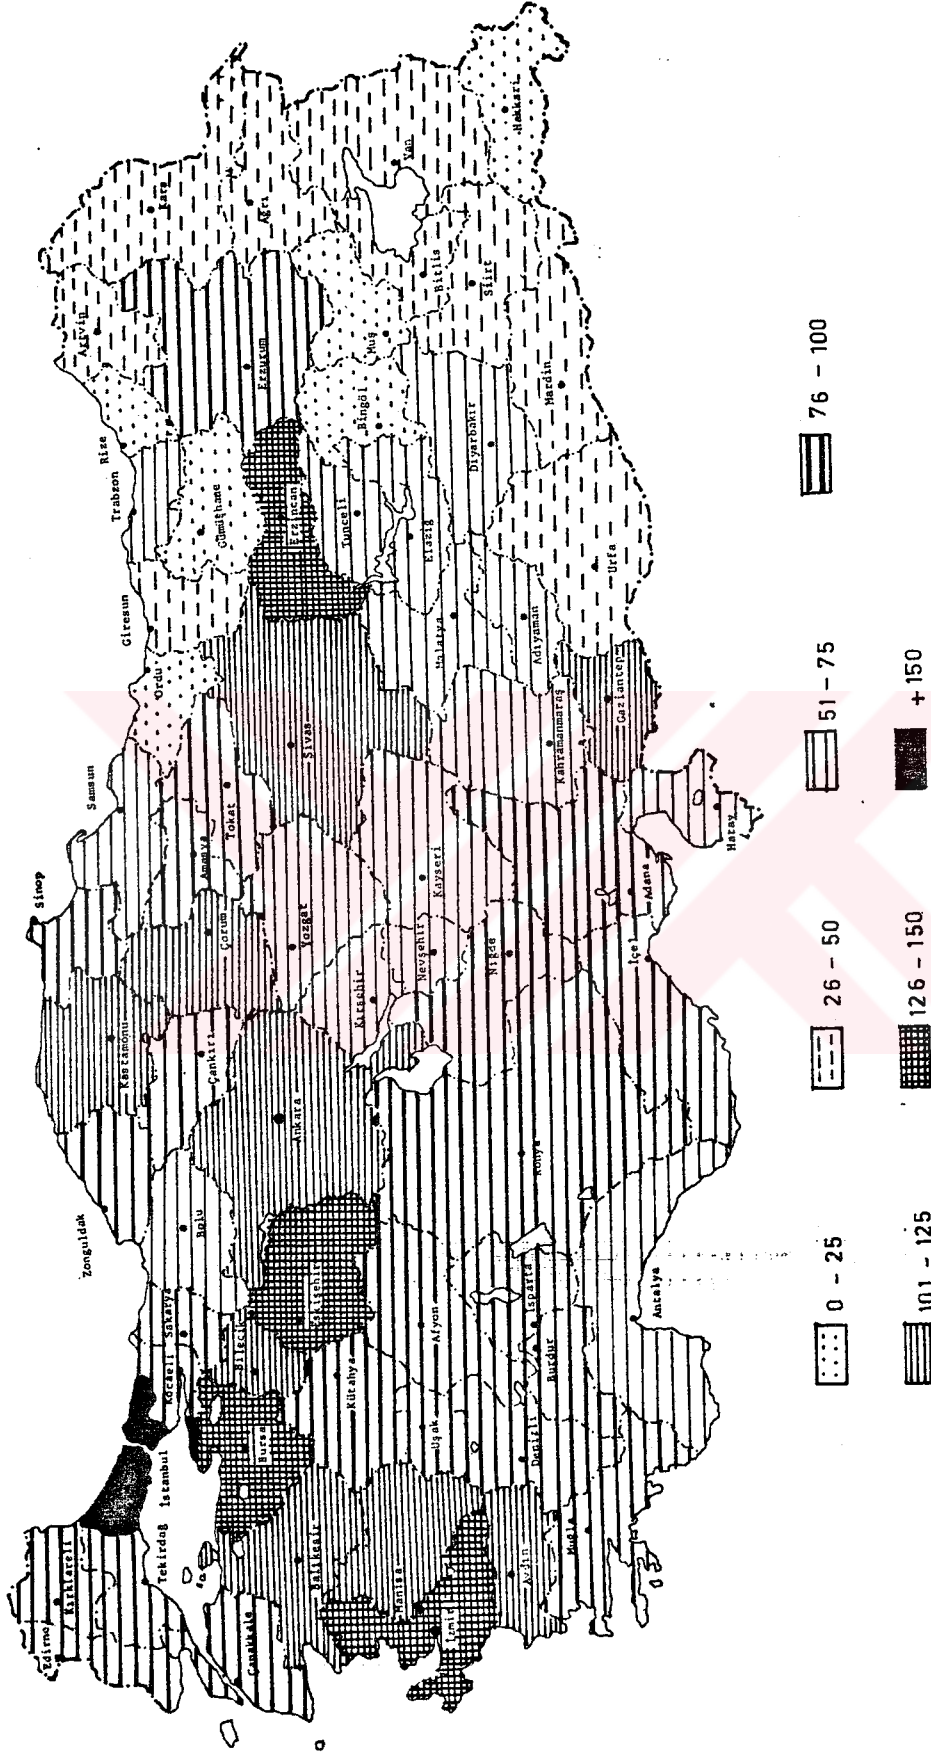 Edirne
Kırklareli
Tekirdağ
İstanbul
Çanakkale
Kocaeli
Sakarya
Zonguldak
Bolu
Kastamonu
Sinop
Çankırı
Samsun
Çorum
Amasya
Tokat
Ordu
Giresun
Trabzon
Rize
Artvin
Kars
Gümüşhane
Erzurum
Ağrı
Bursa
Bilecik
Eskişehir
Ankara
Yozgat
Sivas
Erzincan
Tunceli
Bingöl
Muş
Van
Balıkesir
Kütahya
Kırşehir
Nevşehir
Kayseri
Malatya
Elazığ
Bitlis
Siirt
Hakkari
Manisa
İzmir
Uşak
Afyon
Konya
Niğde
Kahramanmaraş
Adıyaman
Diyarbakır
Mardin
Aydın
Denizli
Isparta
Burdur
Muğla
Antalya
İçel
Adana
Hatay
Gaziantep
Urfa
0 - 25
26 - 50
51 - 75
76 - 100
101 - 125
126 - 150
+ 150